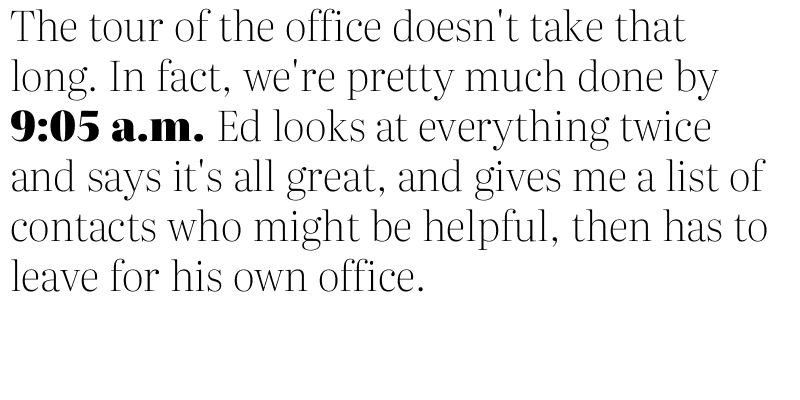 The tour of the office doesn't take that
long. In fact, we're pretty much done by
9:05 a.m. Ed looks at everything twice
and says it's all great, and gives me a list of
contacts who might be helpful, then has to
leave for his own office.